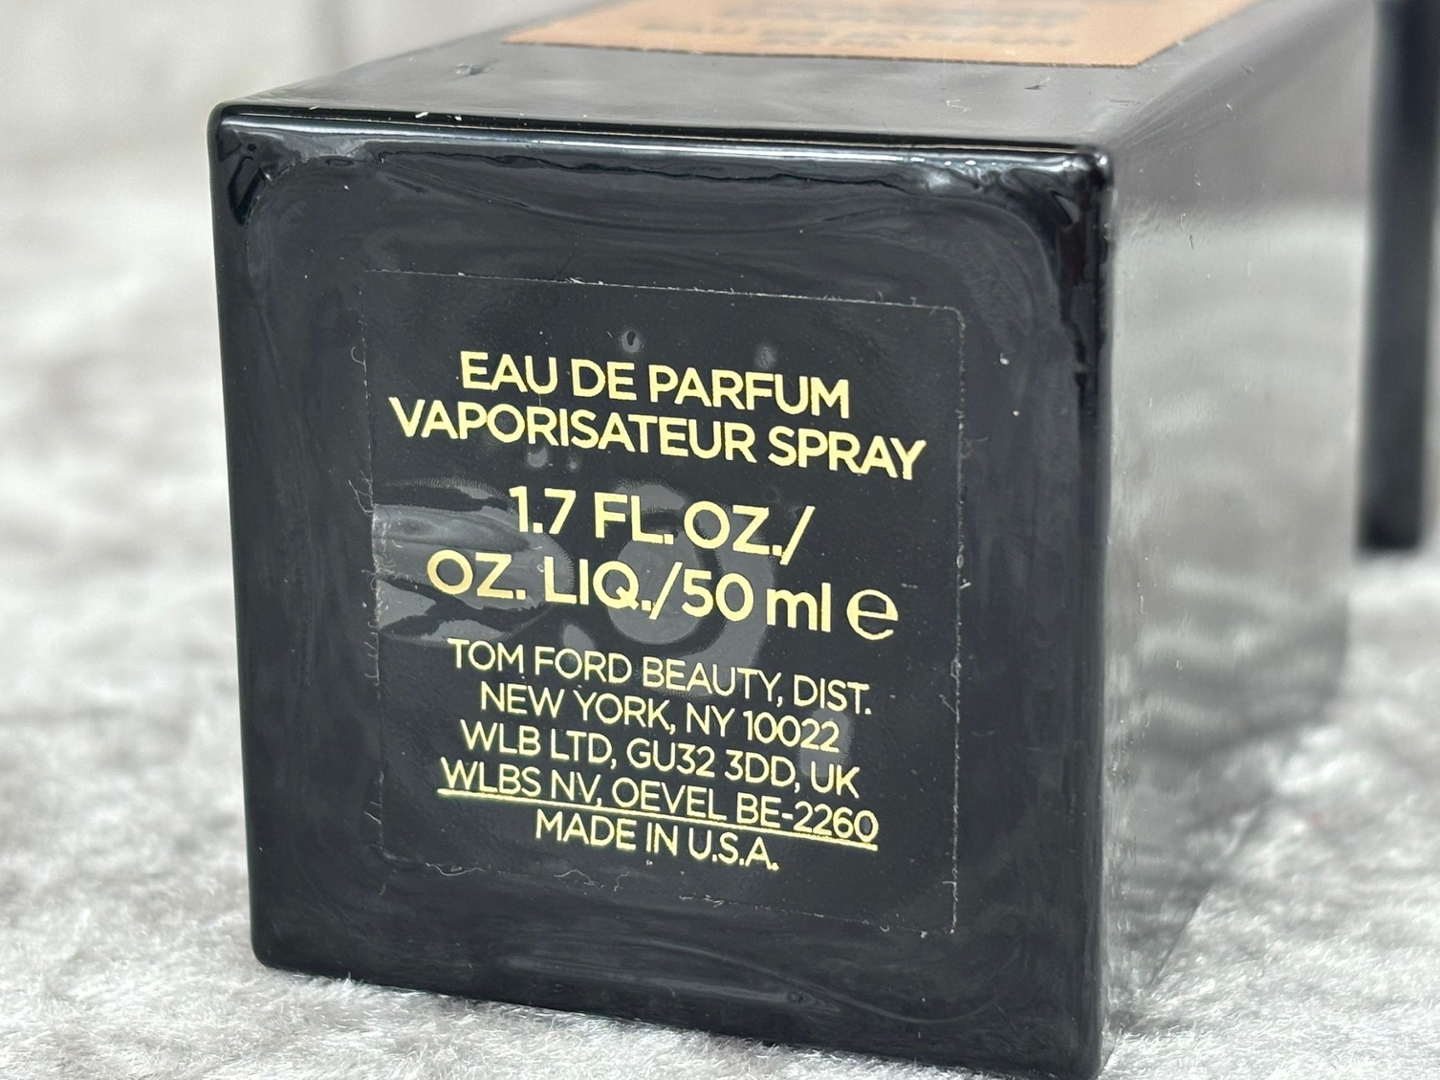 EAU DE PARFUM
VAPORISATEUR SPRAY
1.7 FL. OZ./
OZ. LIQ./50 ml e
TOM FORD BEAUTY, DIST.
NEW YORK, NY 10022
WLB LTD, GU32 3DD, UK
WLBS NV, OEVEL BE-2260
MADE IN U.S.A.